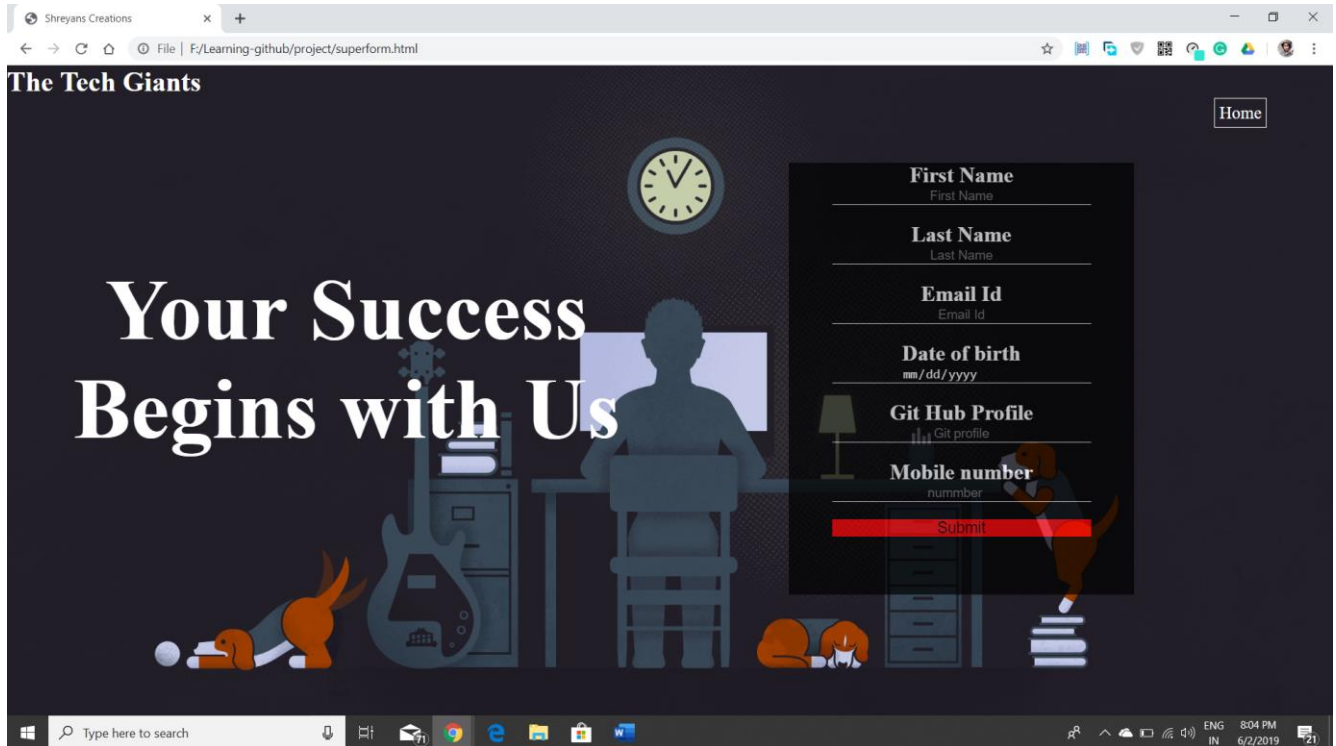 Shreyans Creations
File | F:/Learning-github/project/superform.html
The Tech Giants
Home
Your Success
Begins with Us
First Name
First Name
Last Name
Last Name
Email Id
Email Id
Date of birth
mm/dd/yyyy
Git Hub Profile
Git profile
Mobile number
nummber
Submit
Type here to search
71
ENG
IN
8:04 PM
6/2/2019
21